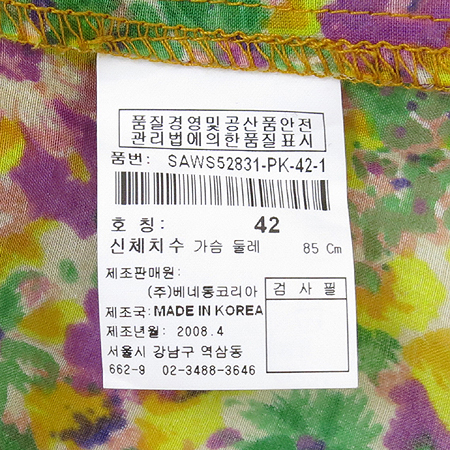 품질경영및공산품안전
관리법에의한품질표시
품번: SAWS52831-PK-42-1
호 칭: 42
신체치수 가슴 둘레 85 Cm
제조판매원:
(주)베네통코리아
검 사 필
제조국: MADE IN KOREA
제조년월: 2008.4
서울시 강남구 역삼동
662-9 02-3488-3646